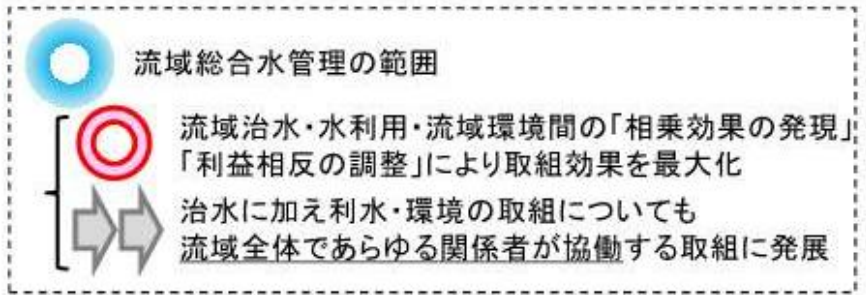 流域総合水管理の範囲
流域治水・水利用・流域環境間の「相乗効果の発現」
「利益相反の調整」により取組効果を最大化
治水に加え利水・環境の取組についても
流域全体であらゆる関係者が協働する取組に発展